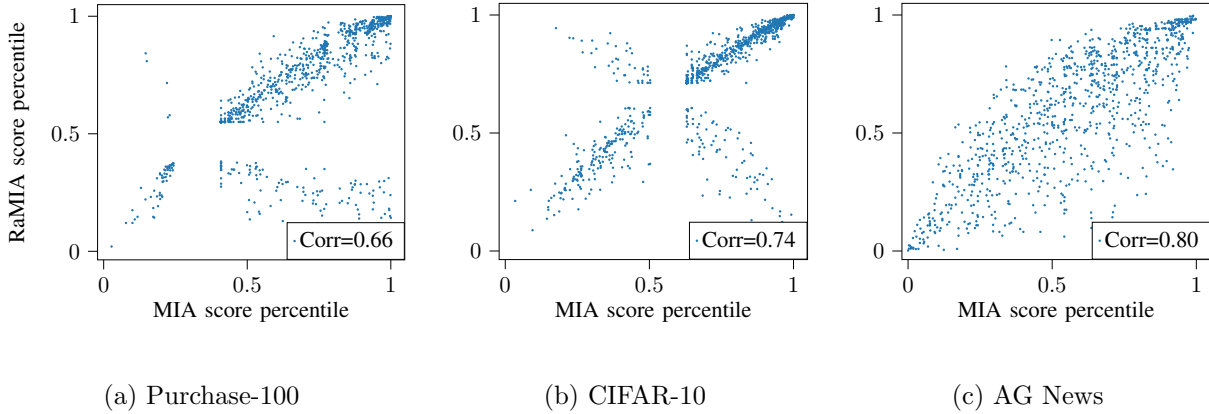 RaMIA score percentile
1
0.5
0
0
0.5
1
MIA score percentile
Corr=0.66
(a) Purchase-100
1
0.5
0
0
0.5
1
MIA score percentile
Corr=0.74
(b) CIFAR-10
1
0.5
0
0
0.5
1
MIA score percentile
Corr=0.80
(c) AG News